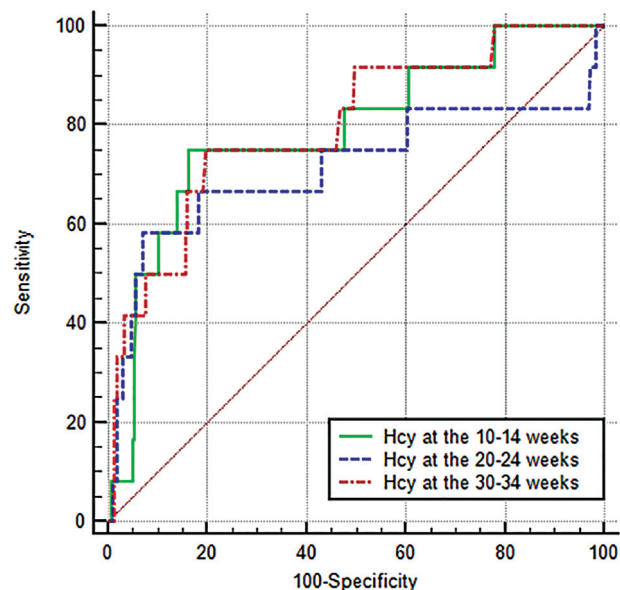 100
80
60
40
20
0
Sensitivity
Hcy at the 10-14 weeks
Hcy at the 20-24 weeks
Hcy at the 30-34 weeks
0 20 40 60 80 100
100-Specificity